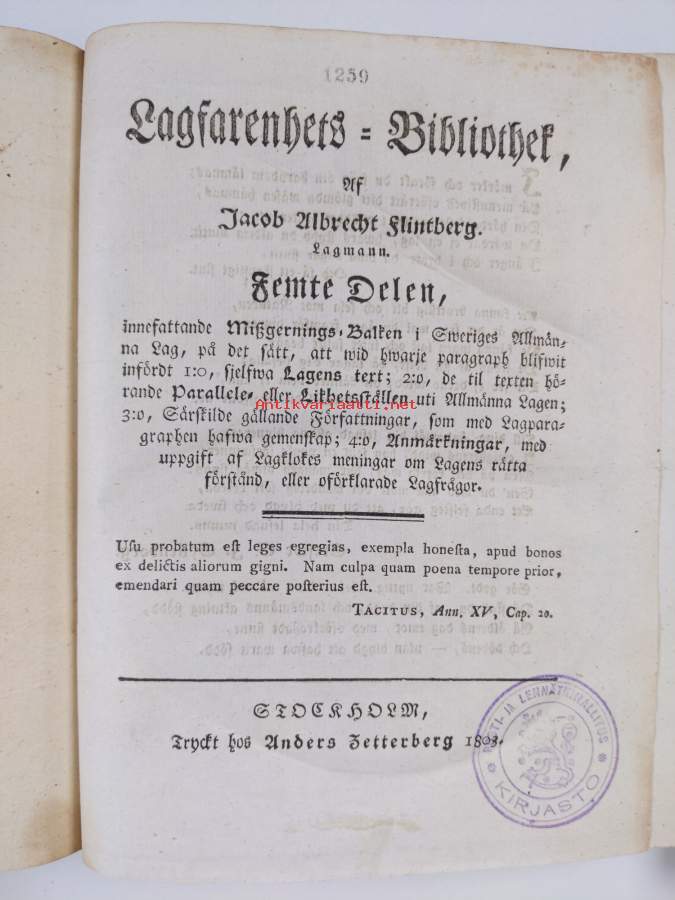 1259
Lagfarenhets = Bibliothek,
Af
Jacob Albrecht Flintberg.
Lagmann.
Femte Delen,
innefattande Mißgernings-Balken i Sweriges Allmän-
na Lag, på det sätt, att wid hwarje paragraph blifwit
infördt 1:o, sjelfwa Lagens text; 2:o, de til texten hö-
rande Parallele- eller Likhetsställen uti Allmänna Lagen;
Antikvariaatti.net
3:o, Särskilde gällande Författningar, som med Lagpara-
graphen hafwa gemenskap; 4:o, Anmärkningar, med
uppgift af Lagklokes meningar om Lagens rätta
förstånd, eller oförklarade Lagfrågor.
Uſu probatum eſt leges egregias, exempla honeſta, apud bonos
ex delictis aliorum gigni. Nam culpa quam poena tempore prior,
emendari quam peccare poſterius eſt.
TACITUS, Ann. XV, Cap. 20.
STOCKHOLM,
Tryckt hos Anders Zetterberg 1803.
POSTI- JA LENNÄTINHALLITUS
KIRJASTO